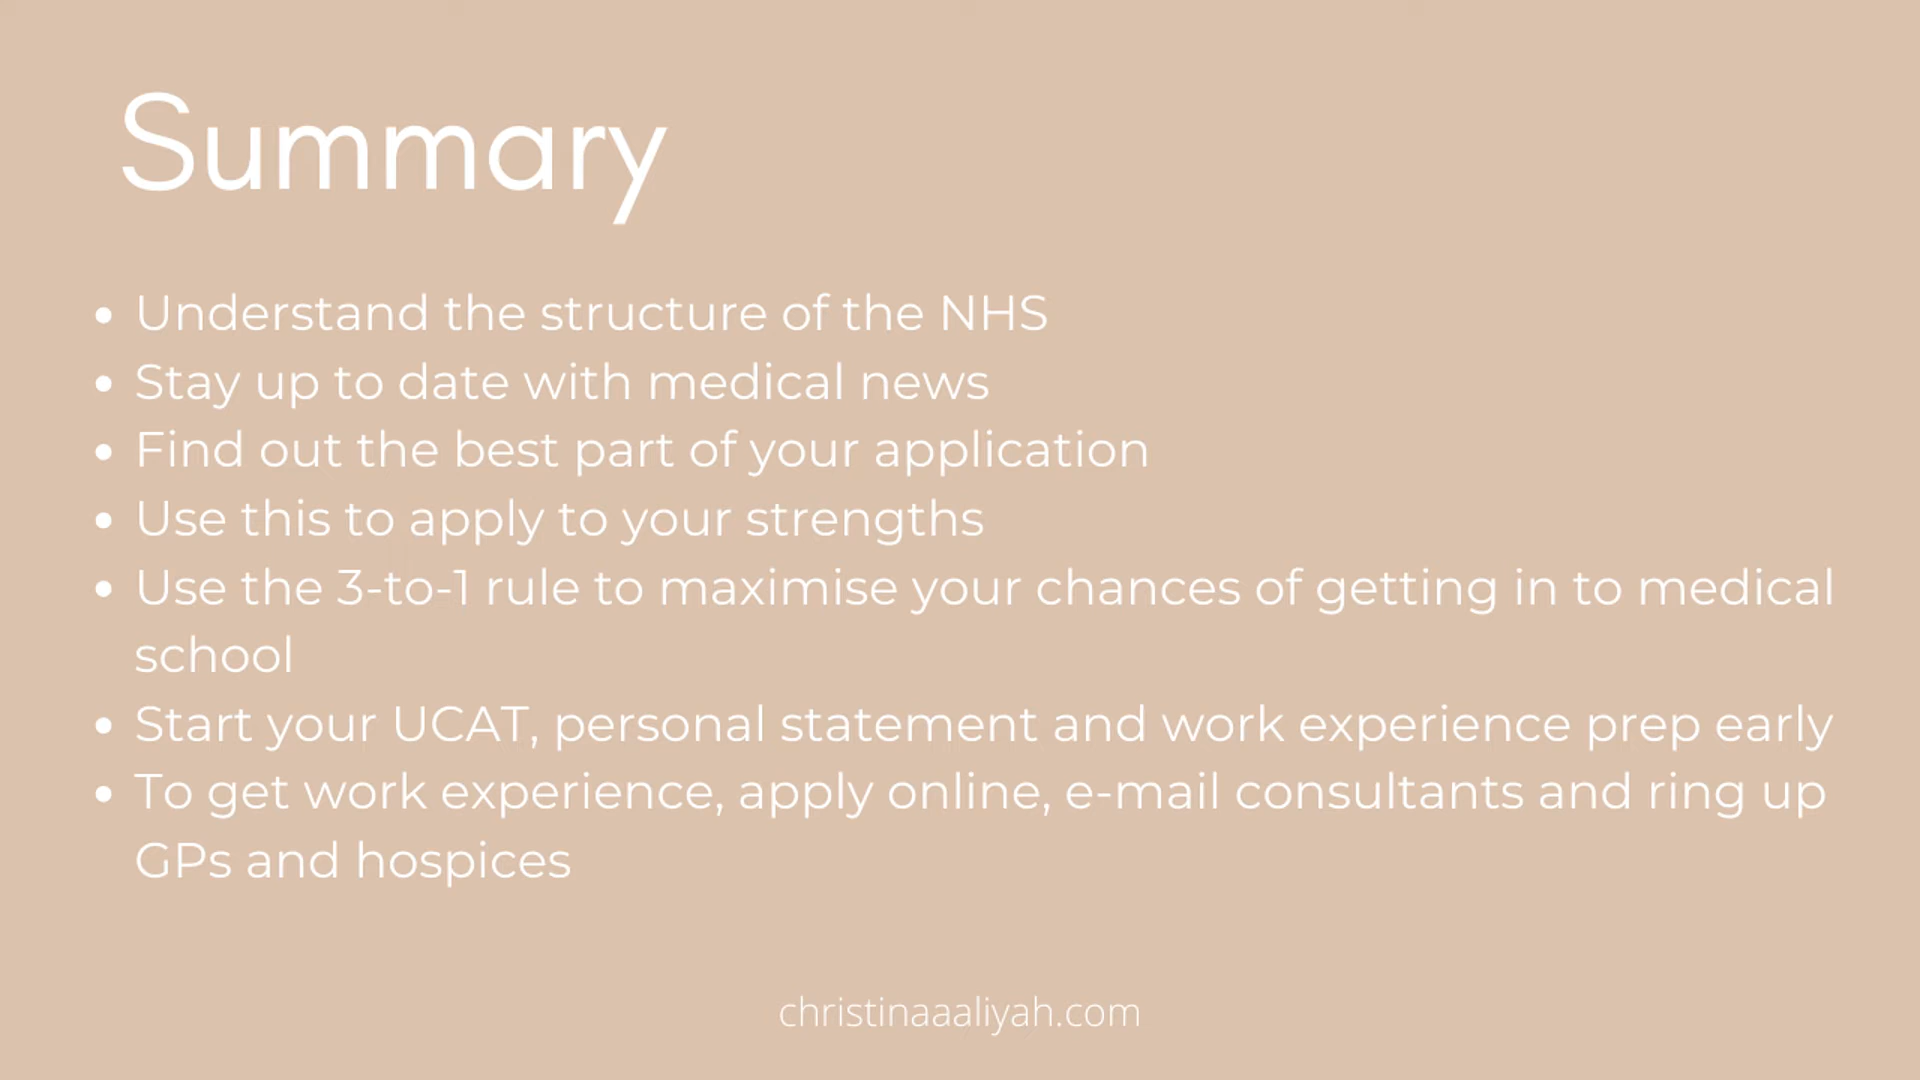 Summary
• Understand the structure of the NHS
• Stay up to date with medical news
• Find out the best part of your application
• Use this to apply to your strengths
• Use the 3-to-1 rule to maximise your chances of getting in to medical
school
• Start your UCAT, personal statement and work experience prep early
• To get work experience, apply online, e-mail consultants and ring up
GPs and hospices
christinaaaliyah.com